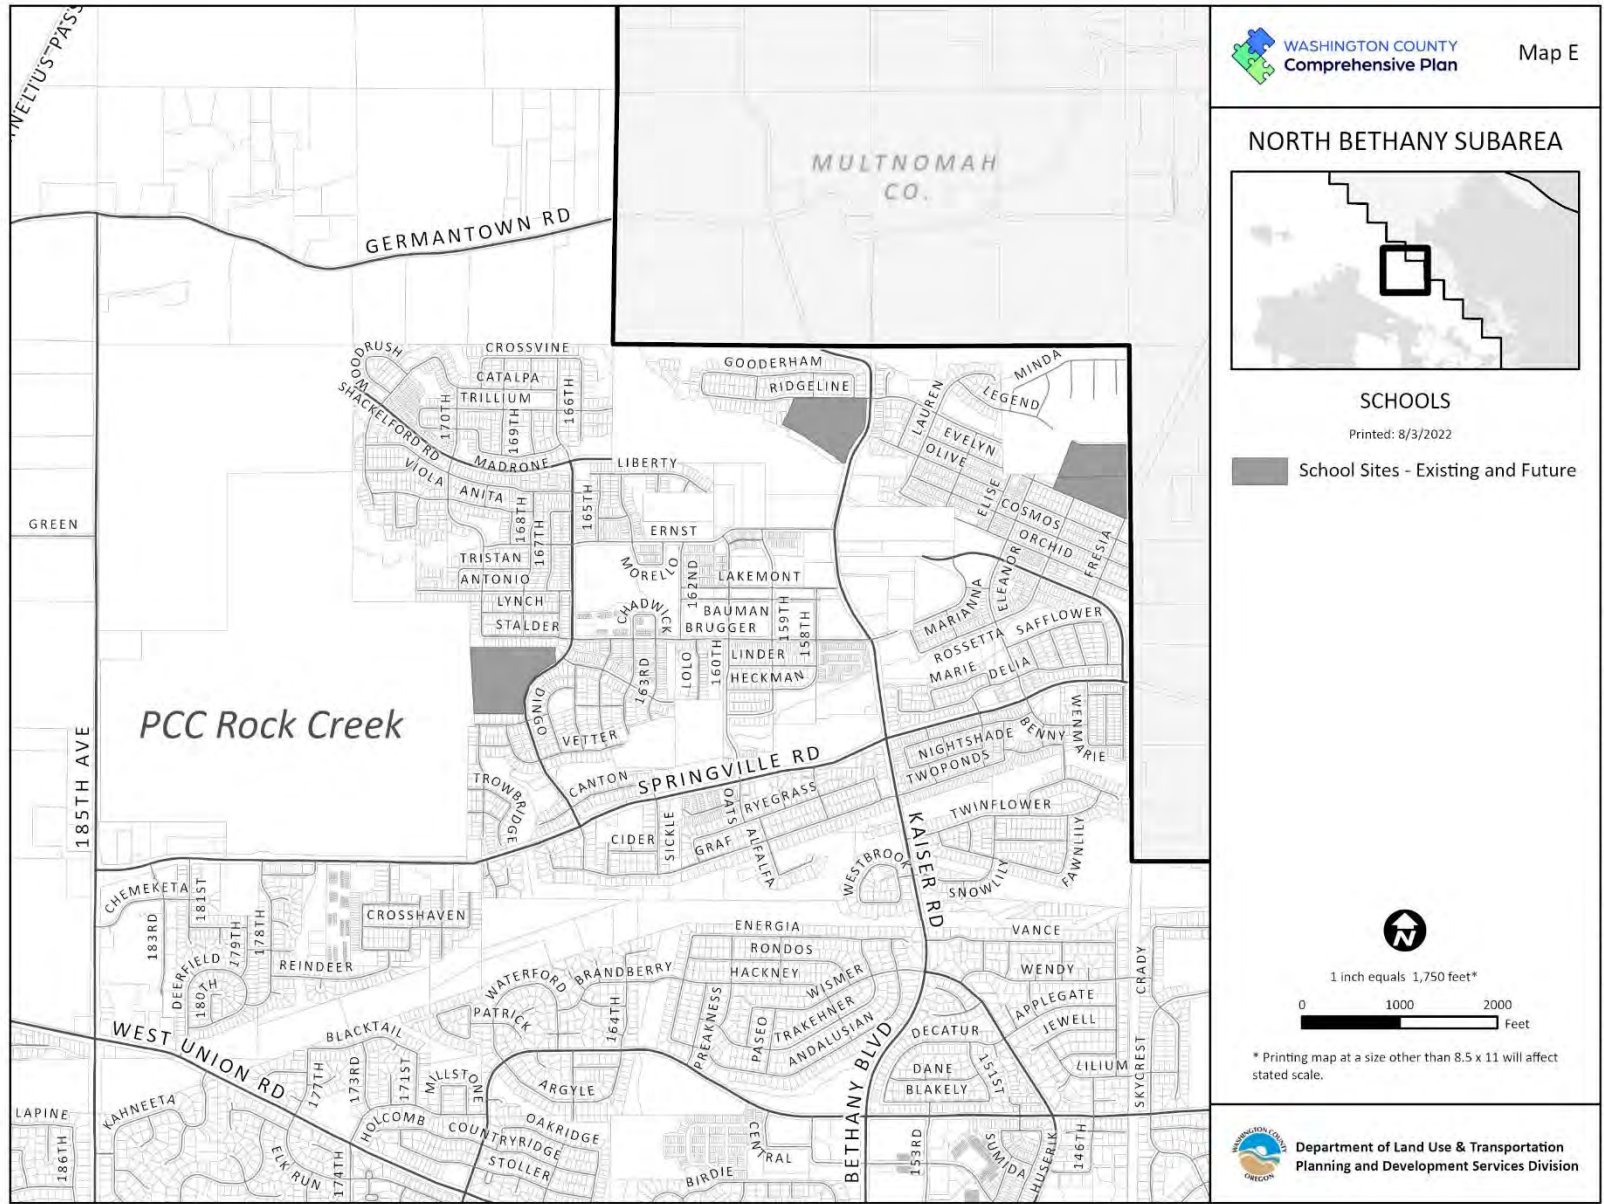 NELIUS PASS
MULTNOMAH
CO.
GERMANTOWN RD
WOODRUSH
CROSSVINE
CATALPA
TRILLIUM
170TH
169TH
166TH
SHACKELFORD RD
MADRONE
VIOLA
ANITA
168TH
167TH
165TH
LIBERTY
GREEN
TRISTAN
ANTONIO
LYNCH
STALDER
ERNST
MORELLO
162ND
LAKEMONT
CHADWICK
BAUMAN
BRUGGER
159TH
158TH
163RD
LOLO
160TH
LINDER
HECKMAN
GOODERHAM
RIDGELINE
LAUREN
MINDA
LEGEND
EVELYN
OLIVE
ELISE
COSMOS
ORCHID
FRESIA
ELEANOR
MARIANNA
ROSSETTA
SAFFLOWER
MARIE
DELIA
PCC Rock Creek
185TH AVE
DINGO
VETTER
CANTON
TROWBRIDGE
SPRINGVILLE RD
NIGHTSHADE
TWOPONDS
BENNY
WENMARIE
OATS
RYEGRASS
CIDER
SICKLE
GRAF
ALFALFA
TWINFLOWER
FAWNLILY
SNOWLILY
WESTBROOK
KAISER RD
CHEMEKETA
181ST
183RD
179TH
178TH
DEERFIELD
180TH
REINDEER
CROSSHAVEN
ENERGIA
RONDOS
HACKNEY
WISMER
VANCE
WENDY
CRADY
WATERFORD
BRANDBERRY
PATRICK
164TH
PREAKNESS
PASEO
TRAKEHNER
ANDALUSIAN
APPLEGATE
JEWELL
DECATUR
LILIUM
DANE
BLAKELY
151ST
SKYCREST
WEST UNION RD
BLACKTAIL
177TH
173RD
171ST
MILLSTONE
ARGYLE
BETHANY BLVD
LAPINE
KAHNEETA
186TH
HOLCOMB
COUNTRYRIDGE
OAKRIDGE
STOLLER
ELK RUN
174TH
CENTRAL
BIRDIE
153RD
SUMIDA
HUSERIK
146TH
WASHINGTON COUNTY
Comprehensive Plan
Map E
NORTH BETHANY SUBAREA
SCHOOLS
Printed: 8/3/2022
School Sites - Existing and Future
N
1 inch equals 1,750 feet*
0 1000 2000
Feet
* Printing map at a size other than 8.5 x 11 will affect
stated scale.
WASHINGTON COUNTY
OREGON
Department of Land Use & Transportation
Planning and Development Services Division